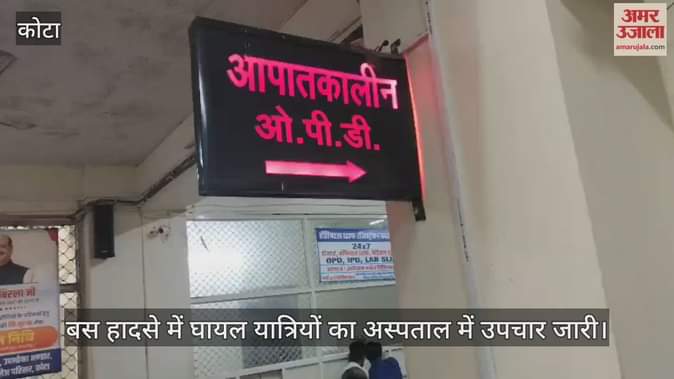 कोटा
अमर
उजाला
amarujala.com
आपातकालीन
ओ.पी.डी.
24x7
OPD, IPD, LAB
बस हादसे में घायल यात्रियों का अस्पताल में उपचार जारी।